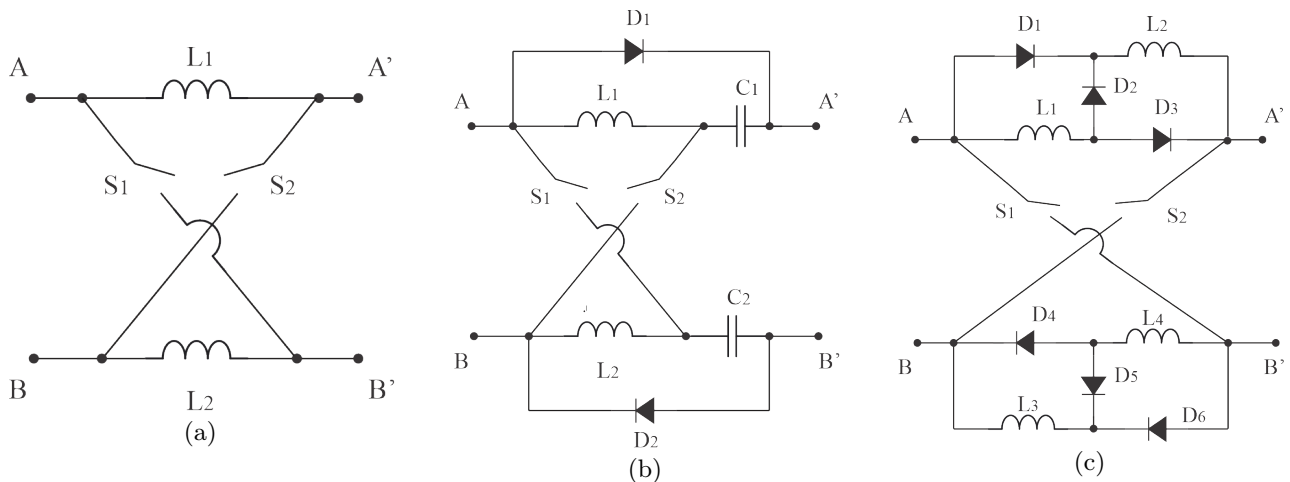 A
L1
A'
S1
S2
B
L2
B'
(a)
D1
A
L1
C1
A'
S1
S2
C2
B
L2
B'
D2
(b)
D1
L2
D2
A
L1
D3
A'
S1
S2
D4
L4
B
D5
B'
L3
D6
(c)